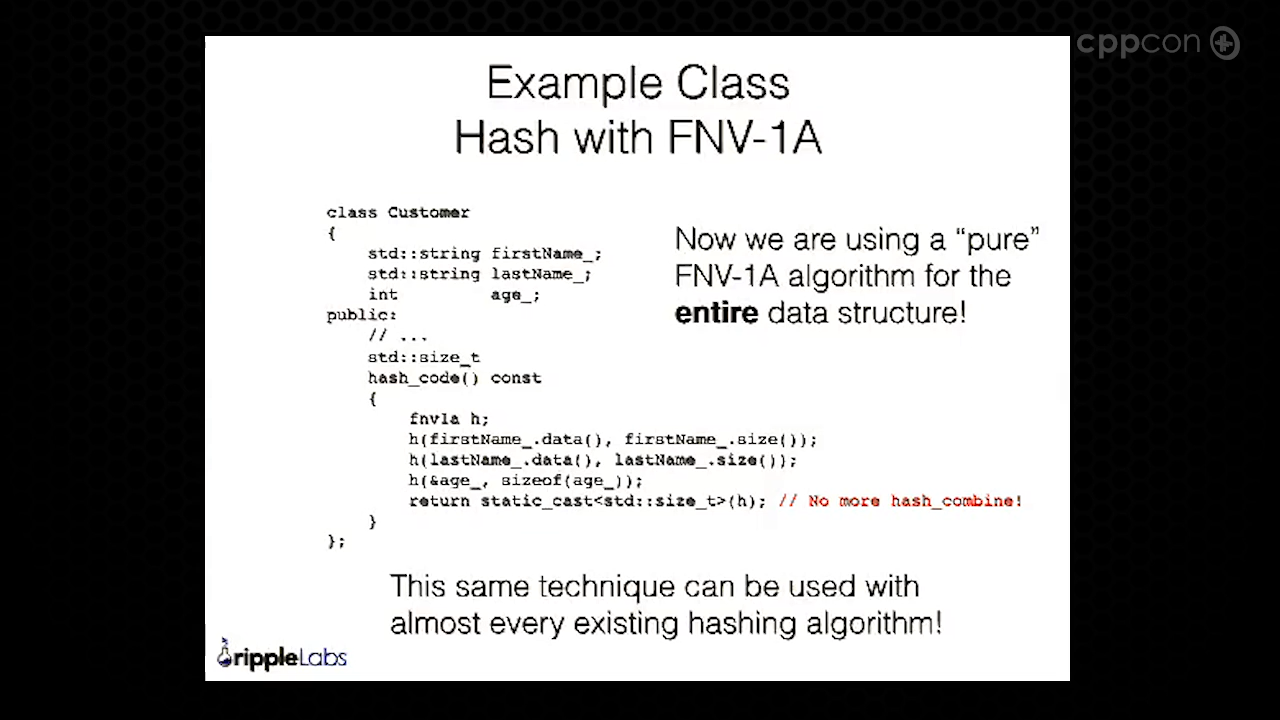 cppcon
Example Class
Hash with FNV-1A
class Customer
{
    std::string firstName_;
    std::string lastName_;
    int         age_;
public:
    // ...
    std::size_t
    hash_code() const
    {
        fnv1a h;
        h(firstName_.data(), firstName_.size());
        h(lastName_.data(), lastName_.size());
        h(&age_, sizeof(age_));
        return static_cast<std::size_t>(h); // No more hash_combine!
    }
};
Now we are using a “pure”
FNV-1A algorithm for the
entire data structure!
This same technique can be used with
almost every existing hashing algorithm!
rippleLabs